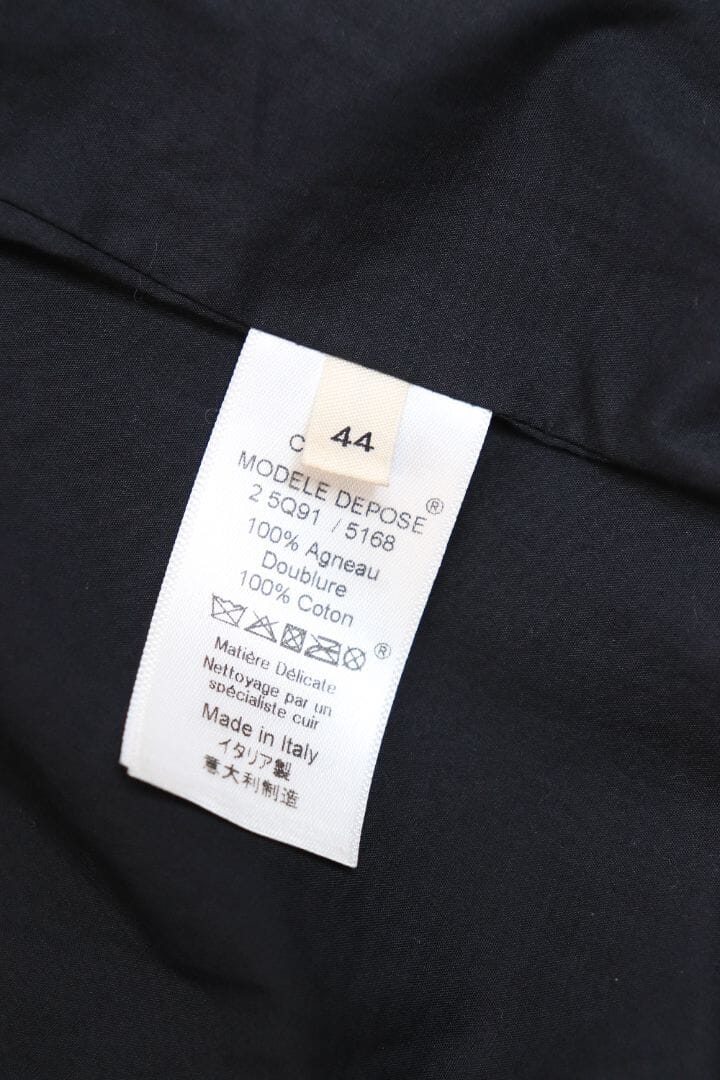 44
C
MODELE DEPOSE ®
2 5Q91 / 5168
100% Agneau
Doublure
100% Coton
®
Matière Délicate
Nettoyage par un
spécialiste cuir
Made in Italy
イタリア製
意大利制造